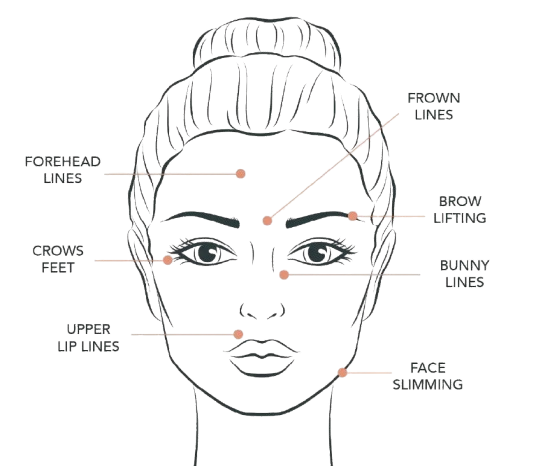 FROWN
LINES
FOREHEAD
LINES
BROW
LIFTING
CROWS
FEET
BUNNY
LINES
UPPER
LIP LINES
FACE
SLIMMING